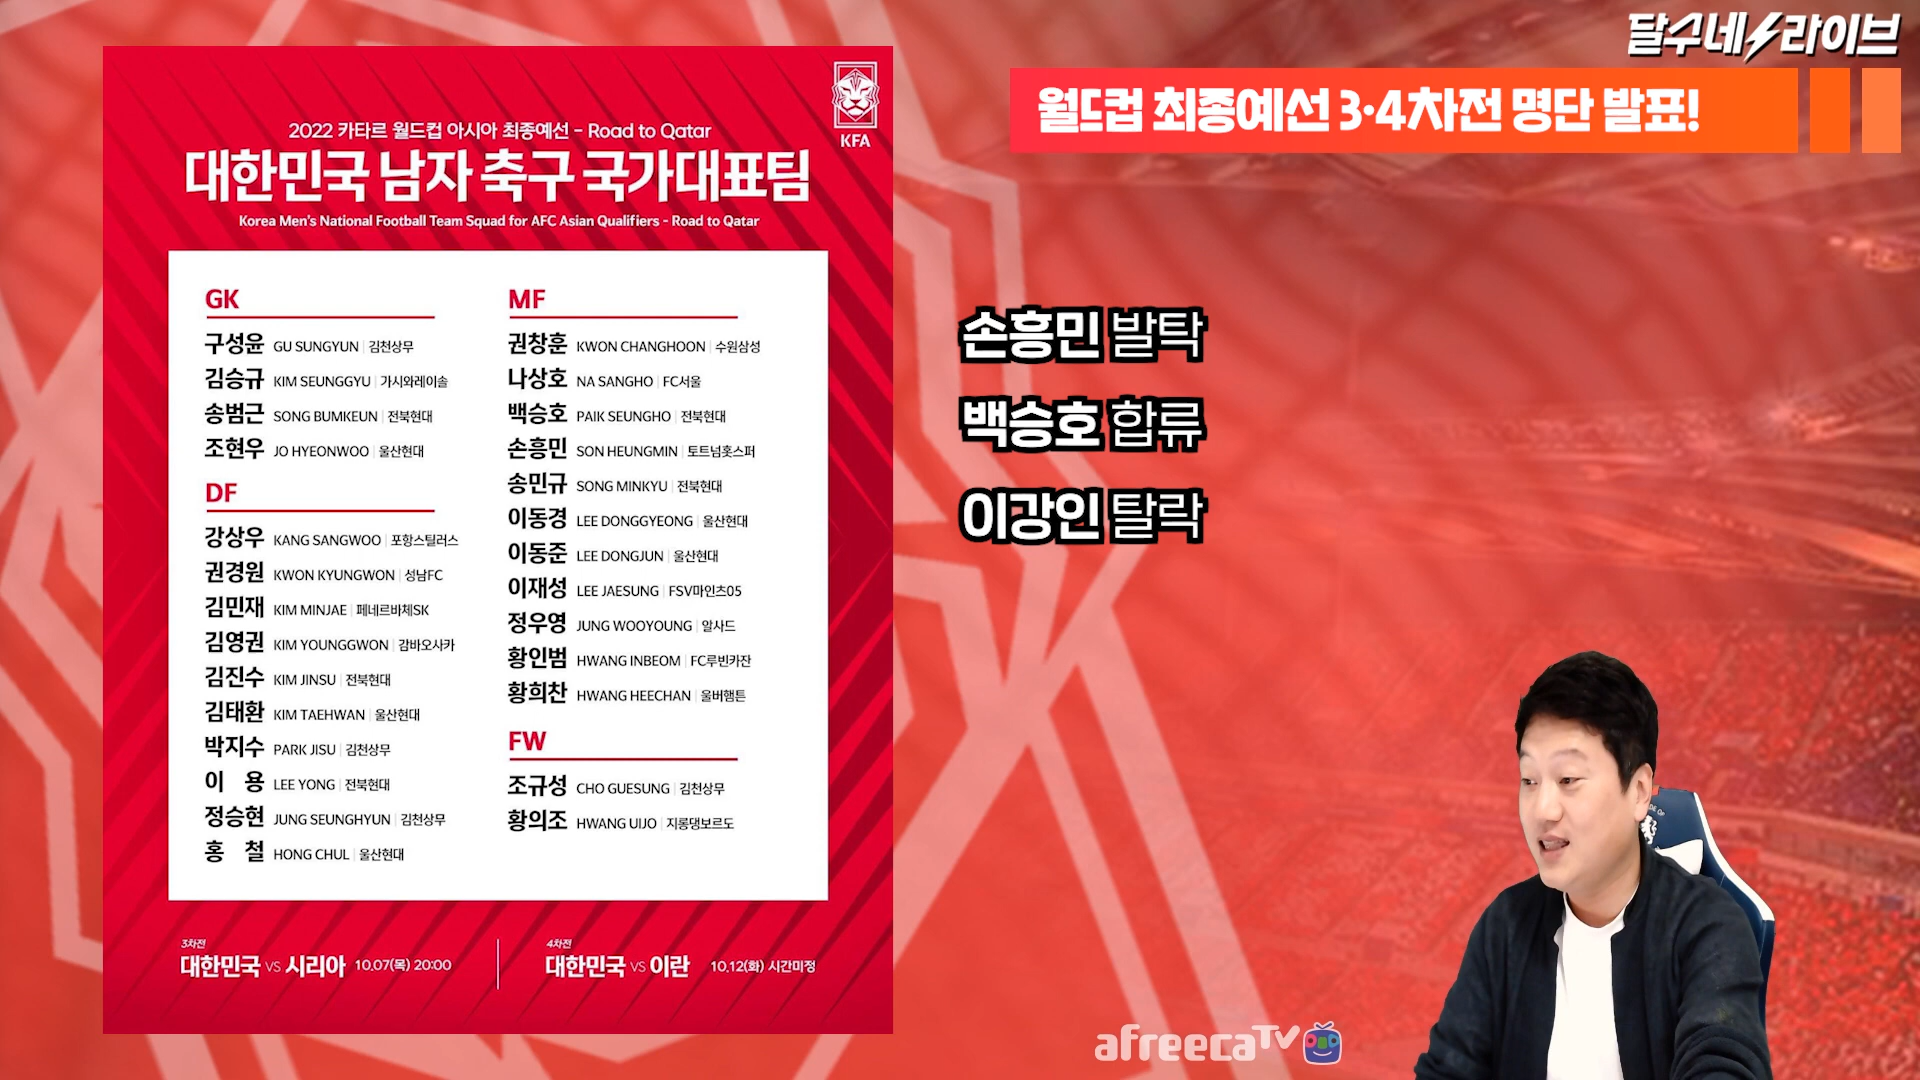 탈수네라이브
월드컵 최종예선 3·4차전 명단 발표!
KFA
2022 카타르 월드컵 아시아 최종예선 - Road to Qatar
대한민국 남자 축구 국가대표팀
Korea Men's National Football Team Squad for AFC Asian Qualifiers - Road to Qatar
GK
구성윤 GU SUNGYUN | 김천상무
김승규 KIM SEUNGGYU | 가시와레이솔
송범근 SONG BUMKEUN | 전북현대
조현우 JO HYEONWOO | 울산현대
DF
강상우 KANG SANGWOO | 포항스틸러스
권경원 KWON KYUNGWON | 성남FC
김민재 KIM MINJAE | 페네르바체SK
김영권 KIM YOUNGGWON | 감바오사카
김진수 KIM JINSU | 전북현대
김태환 KIM TAEHWAN | 울산현대
박지수 PARK JISU | 김천상무
이 용 LEE YONG | 전북현대
정승현 JUNG SEUNGHYUN | 김천상무
홍 철 HONG CHUL | 울산현대
MF
권창훈 KWON CHANGHOON | 수원삼성
나상호 NA SANGHO | FC서울
백승호 PAIK SEUNGHO | 전북현대
손흥민 SON HEUNGMIN | 토트넘홋스퍼
송민규 SONG MINKYU | 전북현대
이동경 LEE DONGGYEONG | 울산현대
이동준 LEE DONGJUN | 울산현대
이재성 LEE JAESUNG | FSV마인츠05
정우영 JUNG WOOYOUNG | 알사드
황인범 HWANG INBEOM | FC루빈카잔
황희찬 HWANG HEECHAN | 울버햄튼
FW
조규성 CHO GUESUNG | 김천상무
황의조 HWANG UIJO | 지롱댕보르도
3차전
대한민국 VS 시리아 10.07(목) 20:00
4차전
대한민국 VS 이란 10.12(화) 시간미정
손흥민 발탁
백승호 합류
이강인 탈락
afreecaTV